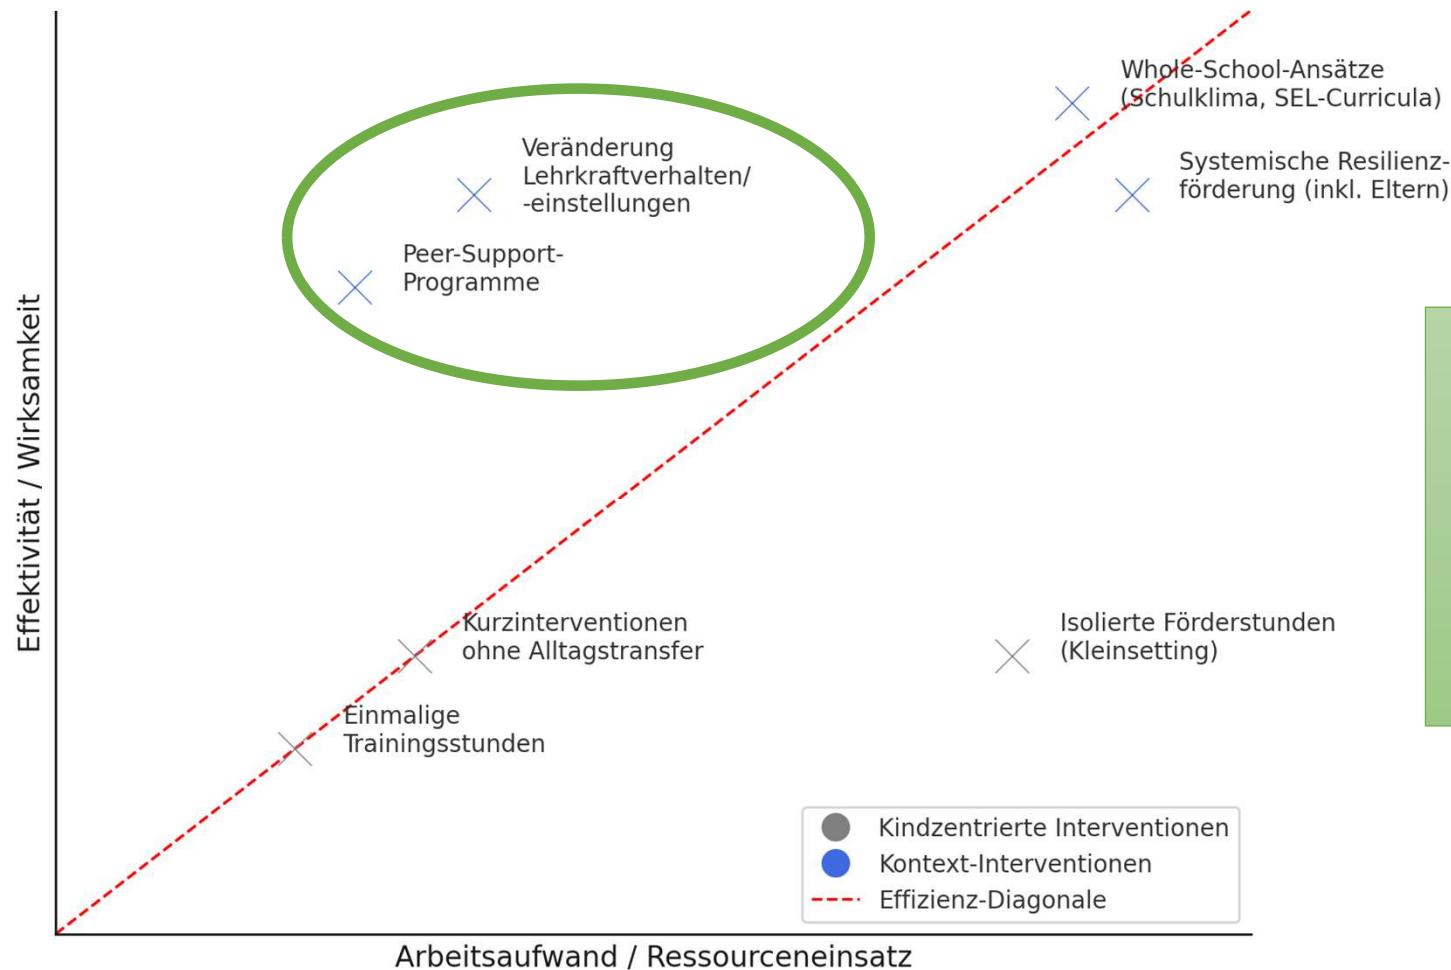 Whole-School-Ansätze
(Schulklima, SEL-Curricula)
Veränderung
Lehrkraftverhalten/
-einstellungen
Systemische Resilienz-
förderung (inkl. Eltern)
Peer-Support-
Programme
Effektivität / Wirksamkeit
Kurzinterventionen
ohne Alltagstransfer
Isolierte Förderstunden
(Kleinsetting)
Einmalige
Trainingsstunden
Kindzentrierte Interventionen
Kontext-Interventionen
Effizienz-Diagonale
Arbeitsaufwand / Ressourceneinsatz